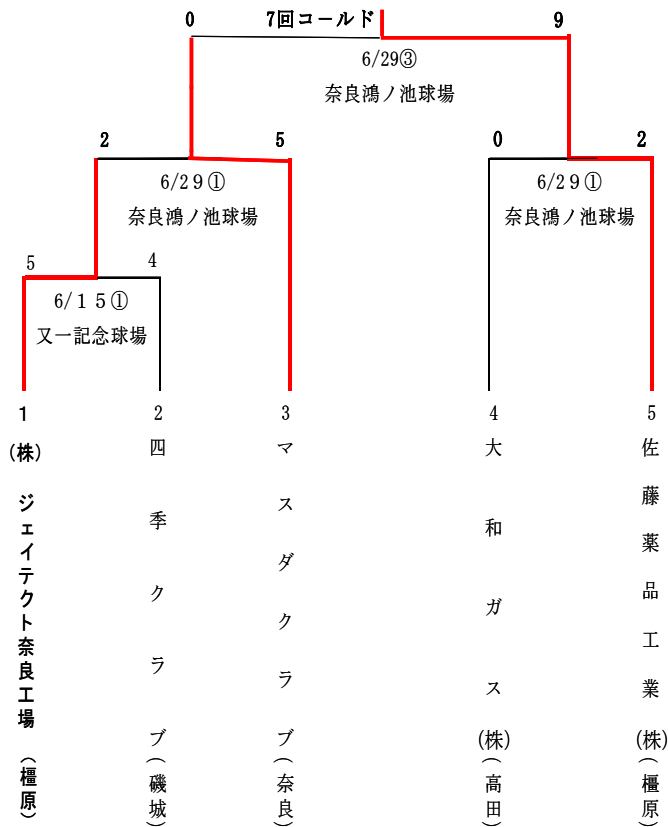 0 7回コールド 9
6/29③
奈良鴻ノ池球場
2 5 0 2
6/29① 6/29①
奈良鴻ノ池球場 奈良鴻ノ池球場
5 4
6/15①
又一記念球場
1 2 3 4 5
(株)ジェイテクト奈良工場(橿原)
四季クラブ(磯城)
マスダクラブ(奈良)
大和ガス(株)(高田)
佐藤薬品工業(株)(橿原)